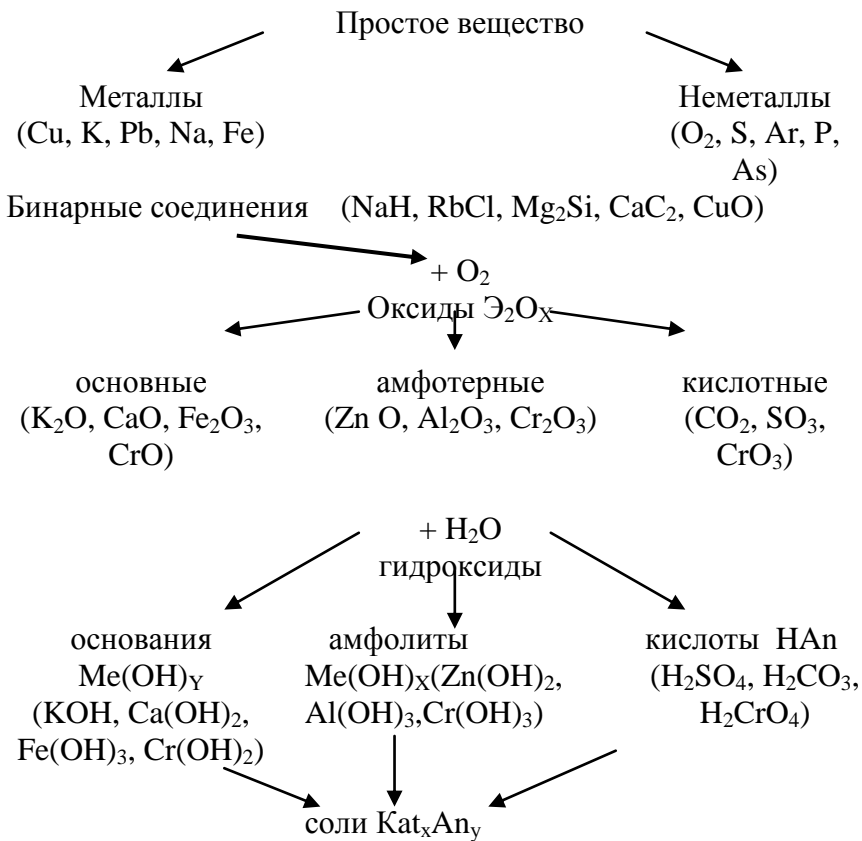 Простое вещество
Металлы
(Cu, K, Pb, Na, Fe)
Неметаллы
(O₂, S, Ar, P,
As)
Бинарные соединения (NaH, RbCl, Mg₂Si, CaC₂, CuO)
+ O₂
Оксиды Э₂Oₓ
основные
(K₂O, CaO, Fe₂O₃,
CrO)
амфотерные
(Zn O, Al₂O₃, Cr₂O₃)
кислотные
(CO₂, SO₃,
CrO₃)
+ H₂O
гидроксиды
основания
Me(OH)Y
(KOH, Ca(OH)₂,
Fe(OH)₃, Cr(OH)₂)
амфолиты
Me(OH)X(Zn(OH)₂,
Al(OH)₃,Cr(OH)₃)
кислоты HAn
(H₂SO₄, H₂CO₃,
H₂CrO₄)
соли KatₓAnᵧ